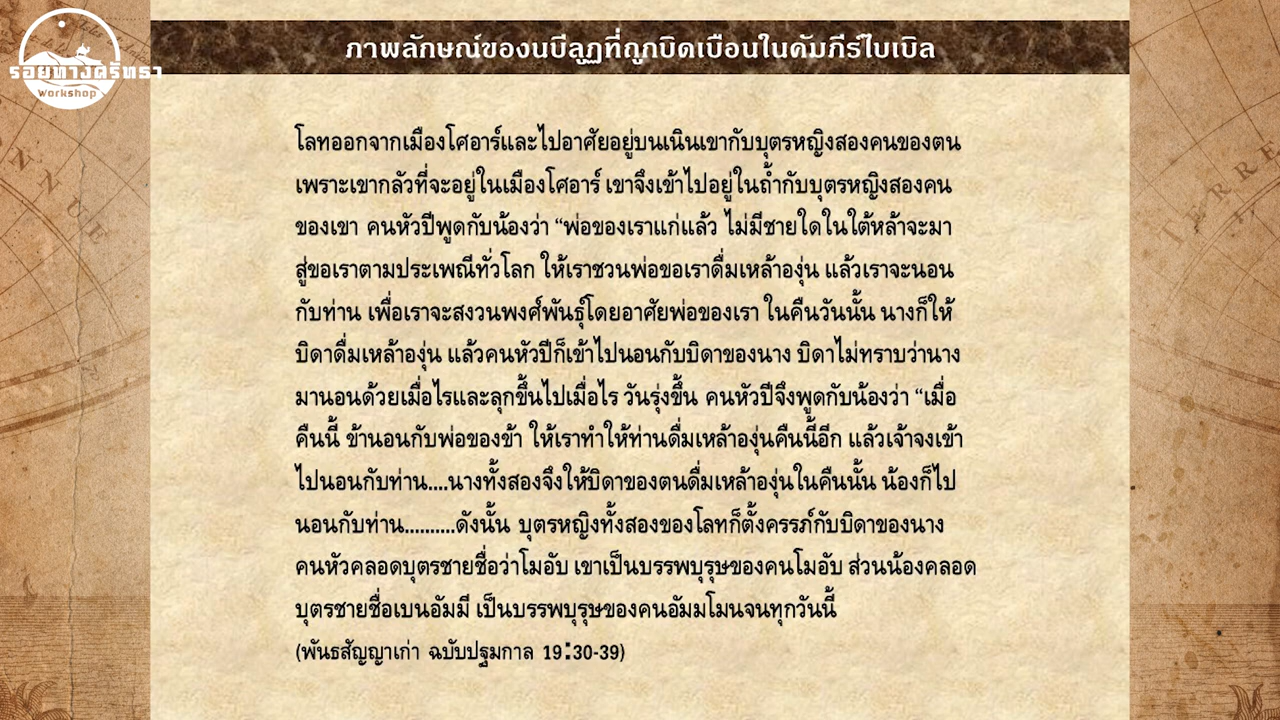 รอยทางศรัทธา
Workshop
ภาพลักษณ์ของนบีลูฏที่ถูกบิดเบือนในคัมภีร์ไบเบิล
โลทออกจากเมืองโศอาร์และไปอาศัยอยู่บนเนินเขากับบุตรหญิงสองคนของตน
เพราะเขากลัวที่จะอยู่ในเมืองโศอาร์ เขาจึงเข้าไปอยู่ในถ้ำกับบุตรหญิงสองคน
ของเขา คนหัวปีพูดกับน้องว่า “พ่อของเราแก่แล้ว ไม่มีชายใดในใต้หล้าจะมา
สู่ขอเราตามประเพณีทั่วโลก ให้เราชวนพ่อขอเราดื่มเหล้าองุ่น แล้วเราจะนอน
กับท่าน เพื่อเราจะสงวนพงศ์พันธุ์โดยอาศัยพ่อของเรา ในคืนวันนั้น นางก็ให้
บิดาดื่มเหล้าองุ่น แล้วคนหัวปีก็เข้าไปนอนกับบิดาของนาง บิดาไม่ทราบว่านาง
มานอนด้วยเมื่อไรและลุกขึ้นไปเมื่อไร วันรุ่งขึ้น คนหัวปีจึงพูดกับน้องว่า “เมื่อ
คืนนี้ ข้านอนกับพ่อของข้า ให้เราทำให้ท่านดื่มเหล้าองุ่นคืนนี้อีก แล้วเจ้าจงเข้า
ไปนอนกับท่าน....นางทั้งสองจึงให้บิดาของตนดื่มเหล้าองุ่นในคืนนั้น น้องก็ไป
นอนกับท่าน..........ดังนั้น บุตรหญิงทั้งสองของโลทก็ตั้งครรภ์กับบิดาของนาง
คนหัวคลอดบุตรชายชื่อว่าโมอับ เขาเป็นบรรพบุรุษของคนโมอับ ส่วนน้องคลอด
บุตรชายชื่อเบนอัมมี เป็นบรรพบุรุษของคนอัมมโมนจนทุกวันนี้
(พันธสัญญาเก่า ฉบับปฐมกาล 19:30-39)